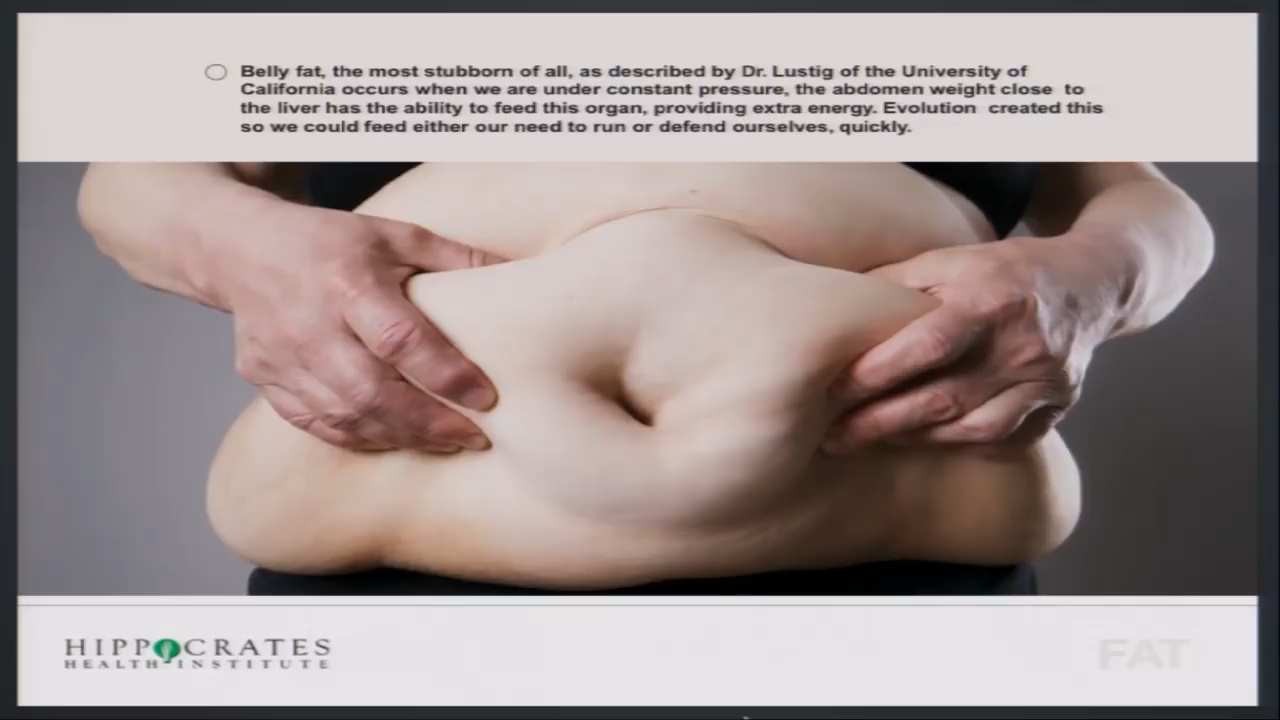 Belly fat, the most stubborn of all, as described by Dr. Lustig of the University of
California occurs when we are under constant pressure, the abdomen weight close to
the liver has the ability to feed this organ, providing extra energy. Evolution created this
so we could feed either our need to run or defend ourselves, quickly.
HIPPOCRATES
HEALTH INSTITUTE
FAT